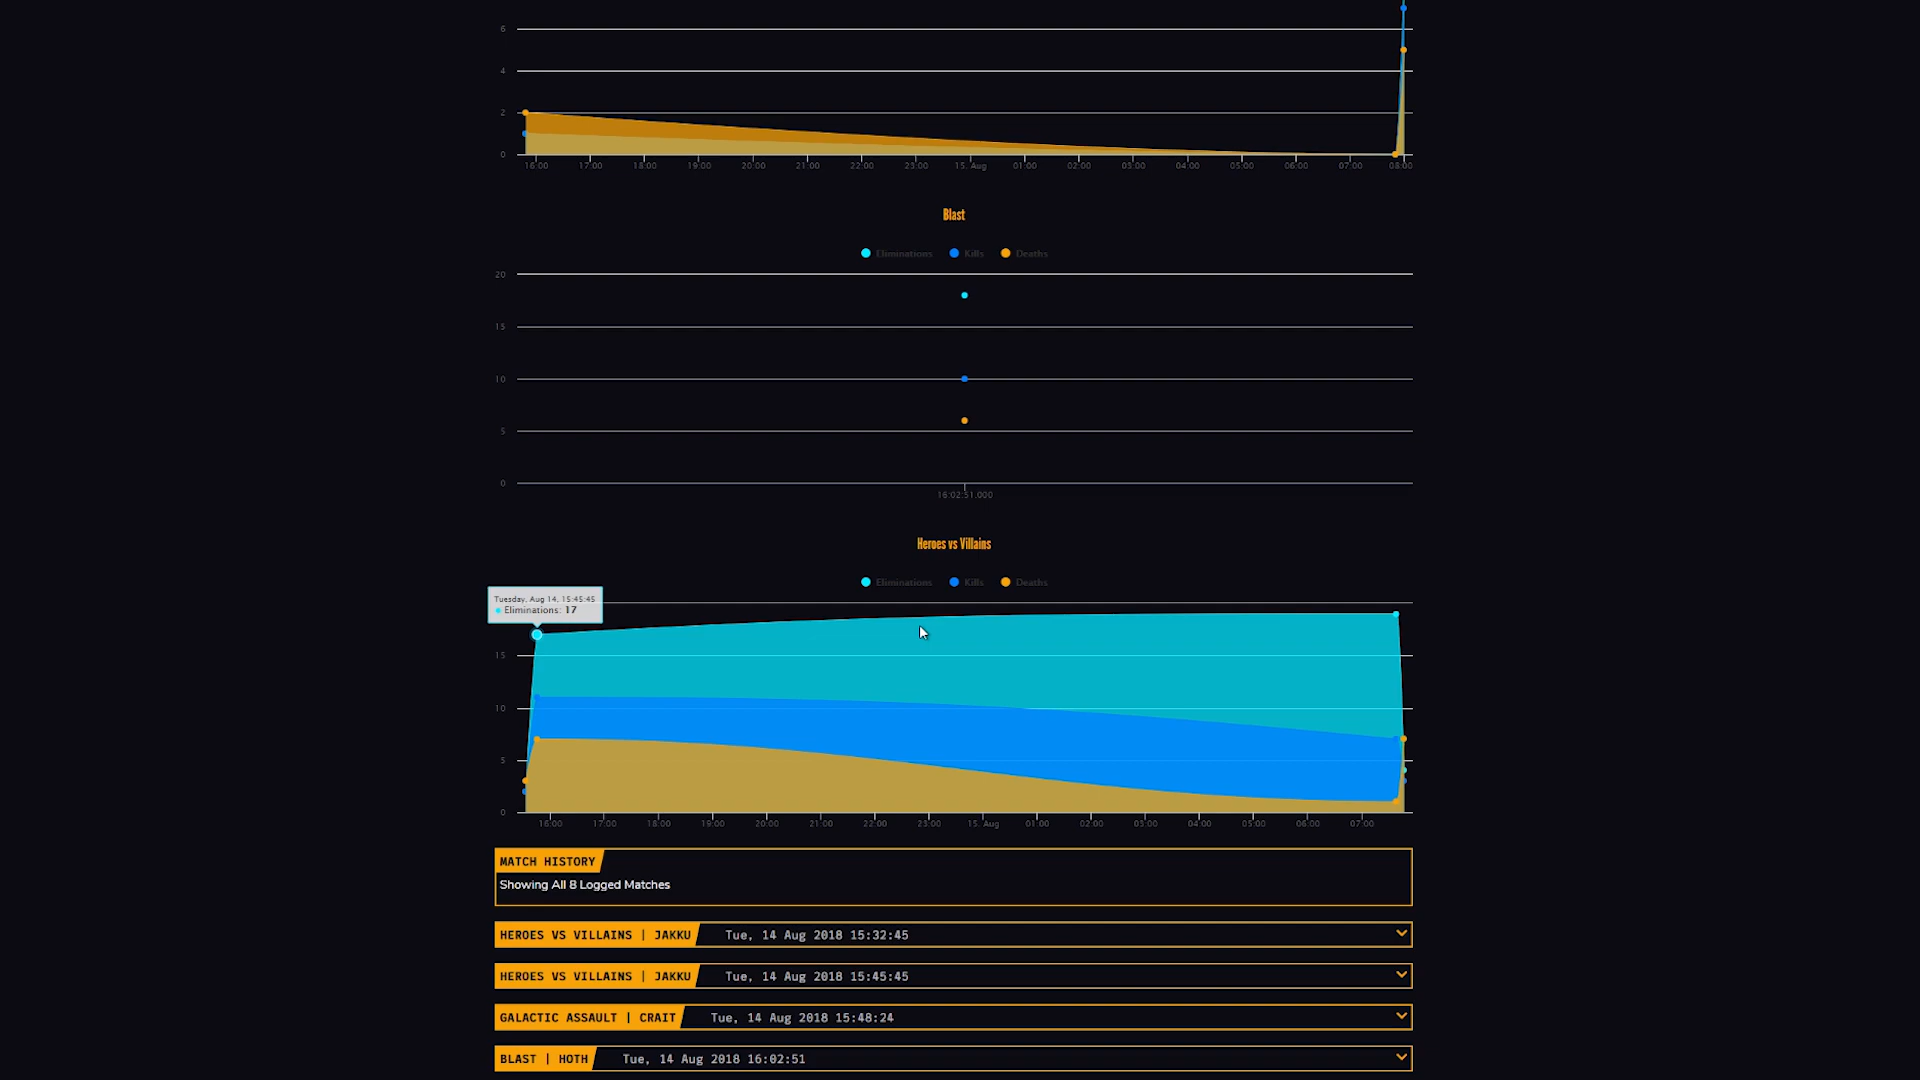 6
4
2
0
16:00 17:00 18:00 19:00 20:00 21:00 22:00 23:00 15. Aug 01:00 02:00 03:00 04:00 05:00 06:00 07:00 08:00
Blast
Eliminations Kills Deaths
20
15
10
5
0
16:02:51.000
Heroes vs Villains
Eliminations Kills Deaths
Tuesday, Aug 14, 15:45:45
Eliminations: 17
15
10
5
0
16:00 17:00 18:00 19:00 20:00 21:00 22:00 23:00 15. Aug 01:00 02:00 03:00 04:00 05:00 06:00 07:00
MATCH HISTORY
Showing All 8 Logged Matches
HEROES VS VILLAINS | JAKKU Tue, 14 Aug 2018 15:32:45
HEROES VS VILLAINS | JAKKU Tue, 14 Aug 2018 15:45:45
GALACTIC ASSAULT | CRAIT Tue, 14 Aug 2018 15:48:24
BLAST | HOTH Tue, 14 Aug 2018 16:02:51